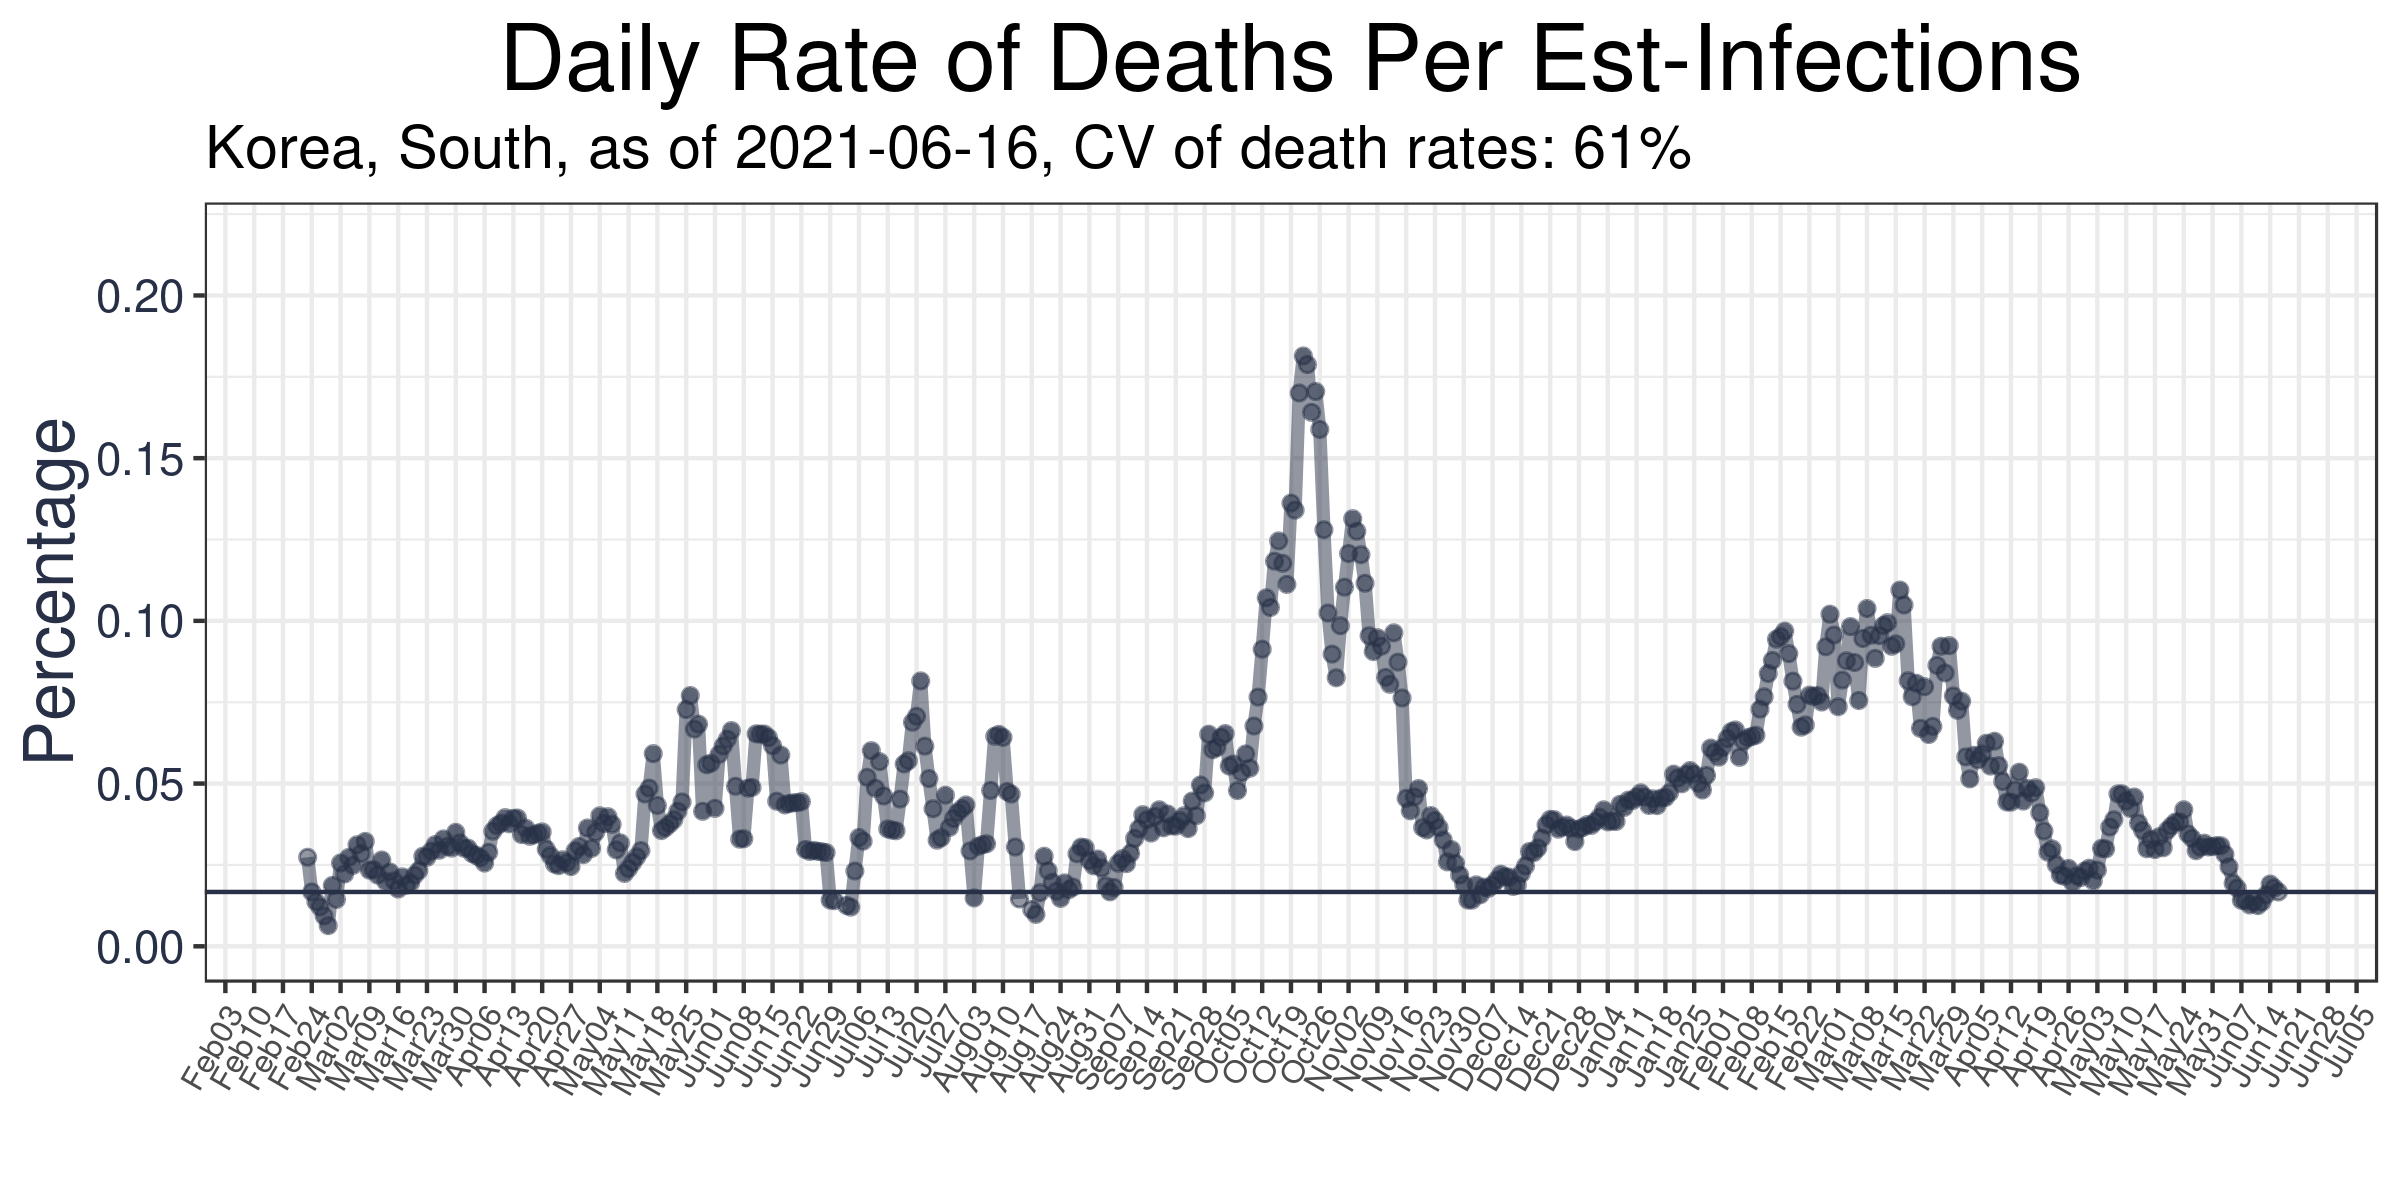 Daily Rate of Deaths Per Est-Infections
Korea, South, as of 2021-06-16, CV of death rates: 61%
Percentage
0.20
0.15
0.10
0.05
0.00
Feb03
Feb10
Feb17
Feb24
Mar02
Mar09
Mar16
Mar23
Mar30
Apr06
Apr13
Apr20
Apr27
May04
May11
May18
May25
Jun01
Jun08
Jun15
Jun22
Jun29
Jul06
Jul13
Jul20
Jul27
Aug03
Aug10
Aug17
Aug24
Aug31
Sep07
Sep14
Sep21
Sep28
Oct05
Oct12
Oct19
Oct26
Nov02
Nov09
Nov16
Nov23
Nov30
Dec07
Dec14
Dec21
Dec28
Jan04
Jan11
Jan18
Jan25
Feb01
Feb08
Feb15
Feb22
Mar01
Mar08
Mar15
Mar22
Mar29
Apr05
Apr12
Apr19
Apr26
May03
May10
May17
May24
May31
Jun07
Jun14
Jun21
Jun28
Jul05